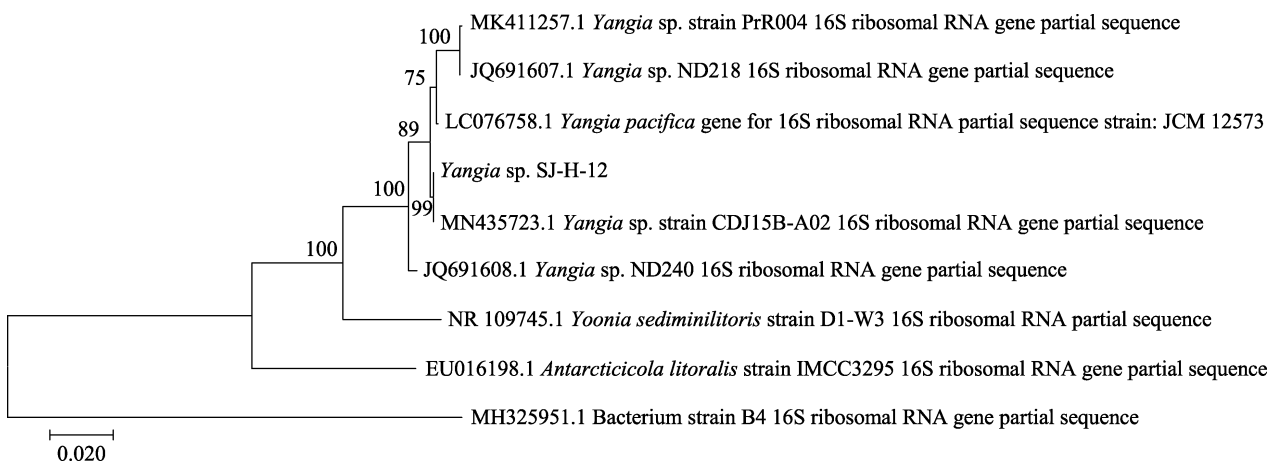 MK411257.1 Yangia sp. strain PrR004 16S ribosomal RNA gene partial sequence
100
JQ691607.1 Yangia sp. ND218 16S ribosomal RNA gene partial sequence
75
LC076758.1 Yangia pacifica gene for 16S ribosomal RNA partial sequence strain: JCM 12573
89
Yangia sp. SJ-H-12
100
99
MN435723.1 Yangia sp. strain CDJ15B-A02 16S ribosomal RNA gene partial sequence
100
JQ691608.1 Yangia sp. ND240 16S ribosomal RNA gene partial sequence
NR 109745.1 Yoonia sediminilitoris strain D1-W3 16S ribosomal RNA partial sequence
EU016198.1 Antarcticicola litoralis strain IMCC3295 16S ribosomal RNA gene partial sequence
MH325951.1 Bacterium strain B4 16S ribosomal RNA gene partial sequence
0.020